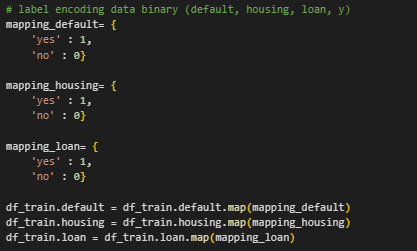 # label encoding data binary (default, housing, loan, y)
mapping_default= {
    'yes' : 1,
    'no' : 0}
mapping_housing= {
    'yes' : 1,
    'no' : 0}
mapping_loan= {
    'yes' : 1,
    'no' : 0}
df_train.default = df_train.default.map(mapping_default)
df_train.housing = df_train.housing.map(mapping_housing)
df_train.loan = df_train.loan.map(mapping_loan)